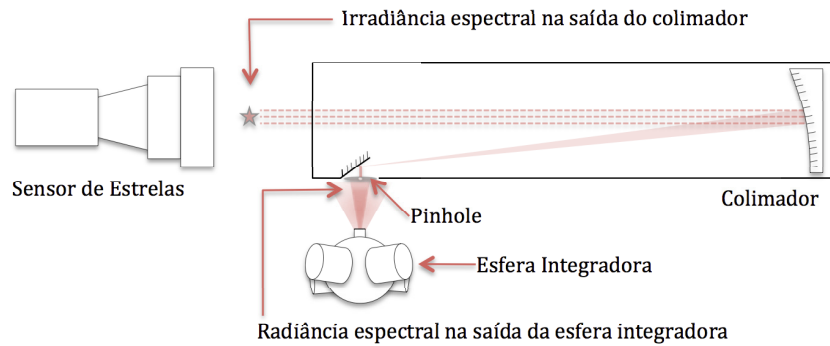 Irradiância espectral na saída do colimador
Sensor de Estrelas
Colimador
Pinhole
Esfera Integradora
Radiância espectral na saída da esfera integradora